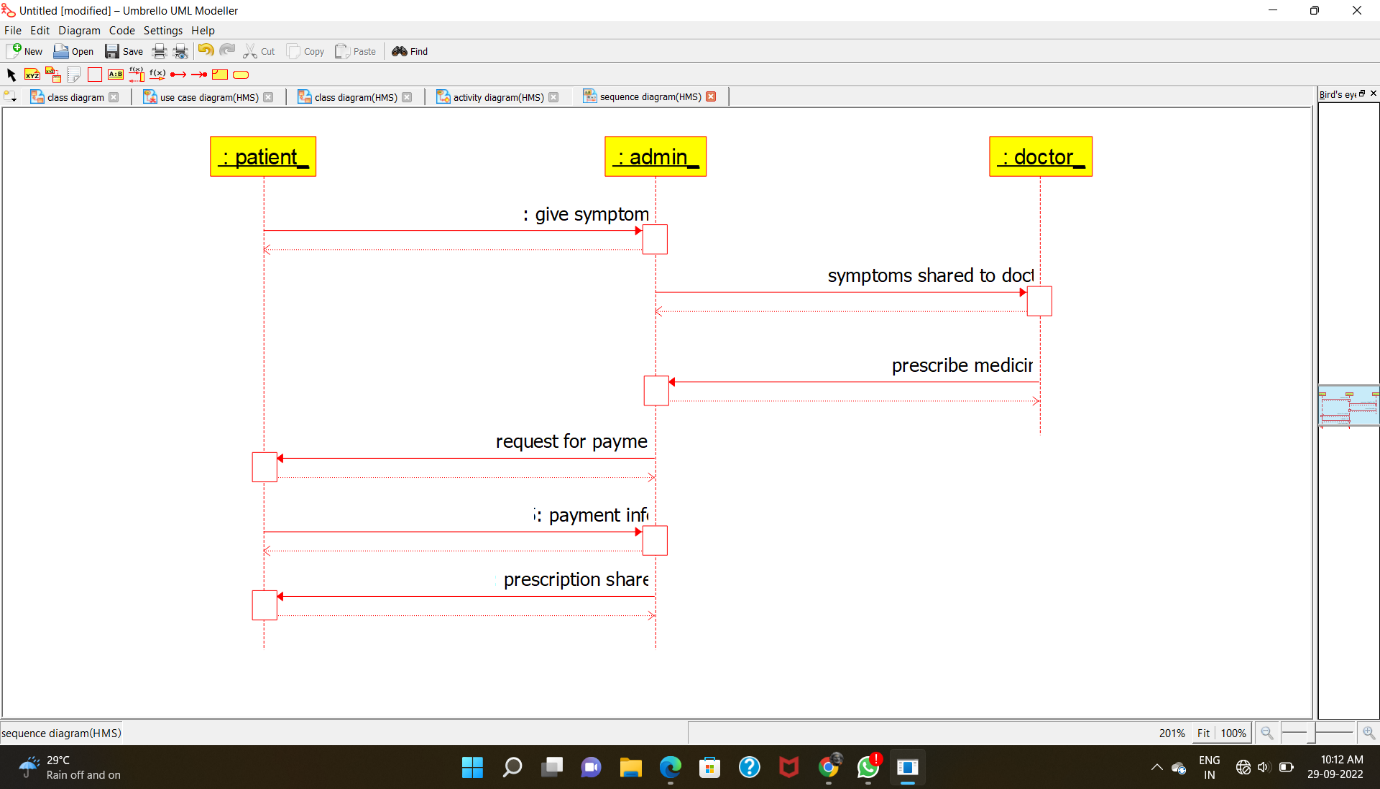 Untitled [modified] – Umbrello UML Modeller
File Edit Diagram Code Settings Help
New Open Save Cut Copy Paste Find
XYZ A:B f(x) f(x)
class diagram use case diagram(HMS) class diagram(HMS) activity diagram(HMS) sequence diagram(HMS) Bird's eye
: patient_ : admin_ : doctor_
: give symptom
symptoms shared to doct
prescribe medicin
request for payme
: payment info
prescription share
sequence diagram(HMS) 201% Fit 100%
29°C
Rain off and on
ENG
IN
10:12 AM
29-09-2022